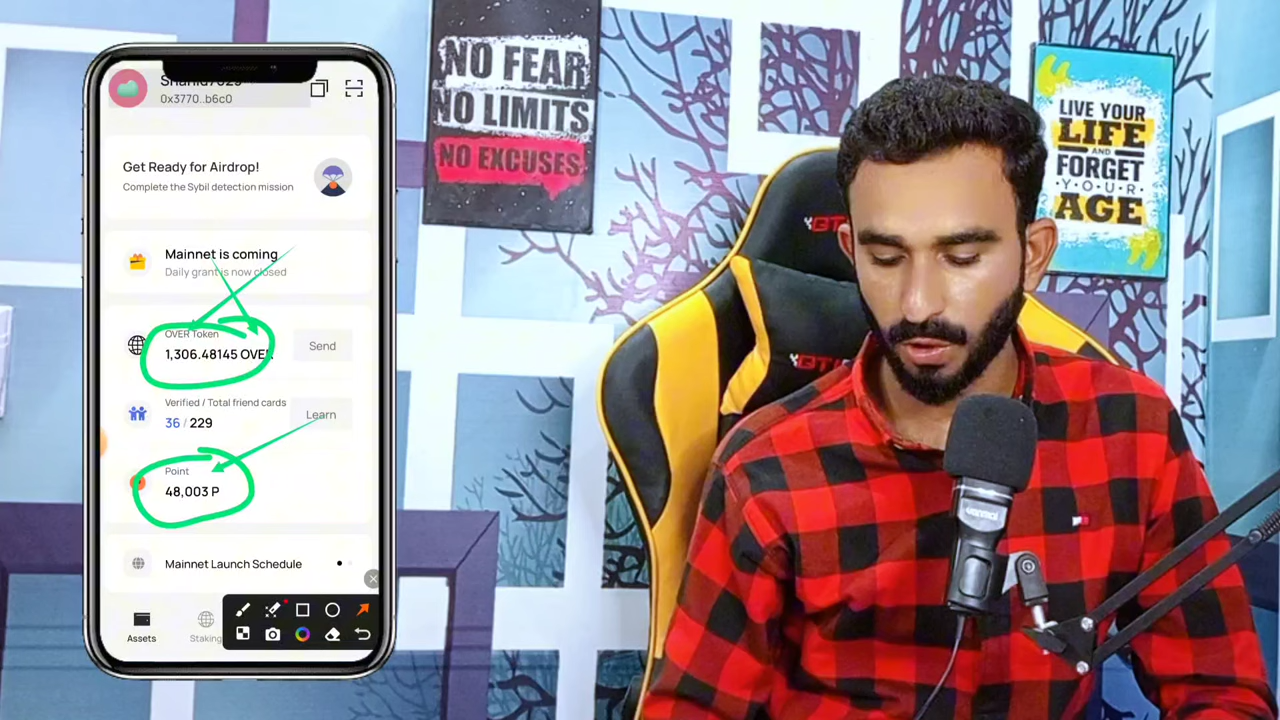 0x3770..b6c0
Get Ready for Airdrop!
Complete the Sybil detection mission
Mainnet is coming
Daily grant is now closed
OVER Token
1,306.48145 OVER
Send
Verified / Total friend cards
36 / 229
Learn
Point
48,003 P
Mainnet Launch Schedule
Assets
Staking
NO FEAR
NO LIMITS
NO EXCUSES
LIVE YOUR
LIFE
AND
FORGET
Y·O·U·R
AGE